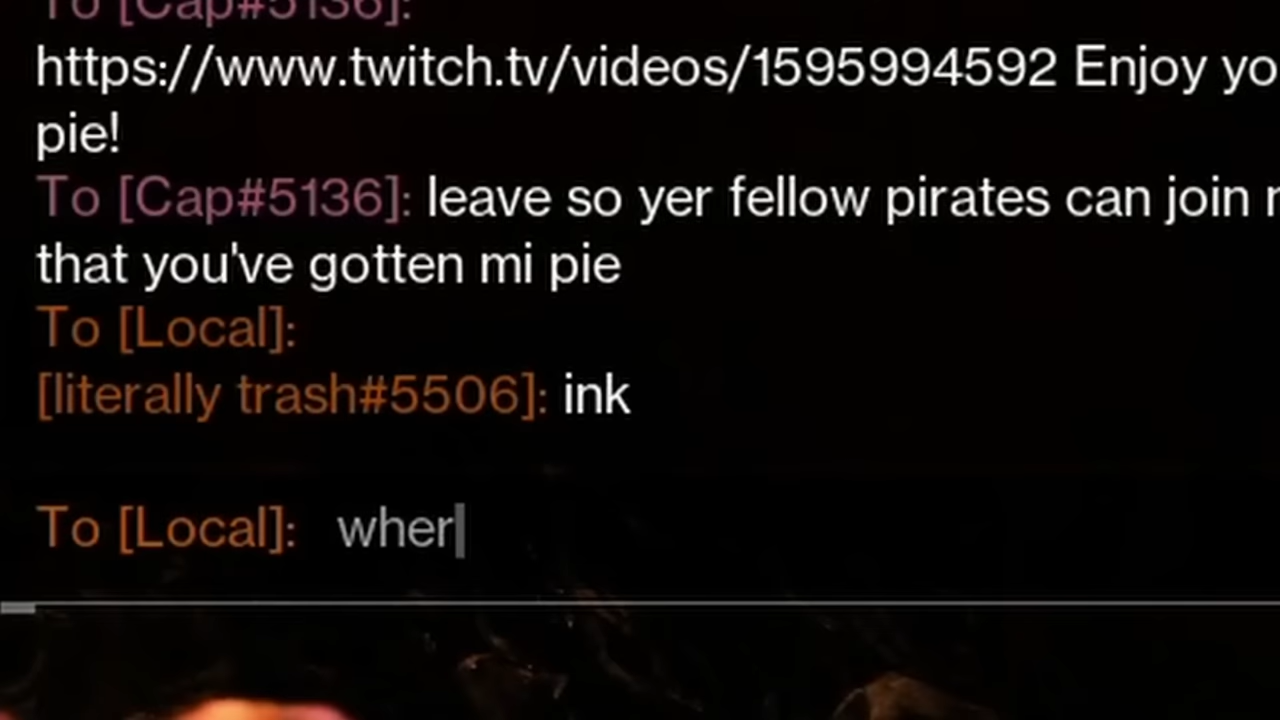 To [Cap#5136]:
https://www.twitch.tv/videos/1595994592 Enjoy yo
pie!
To [Cap#5136]: leave so yer fellow pirates can join
that you've gotten mi pie
To [Local]:
[literally trash#5506]: ink
To [Local]: wher